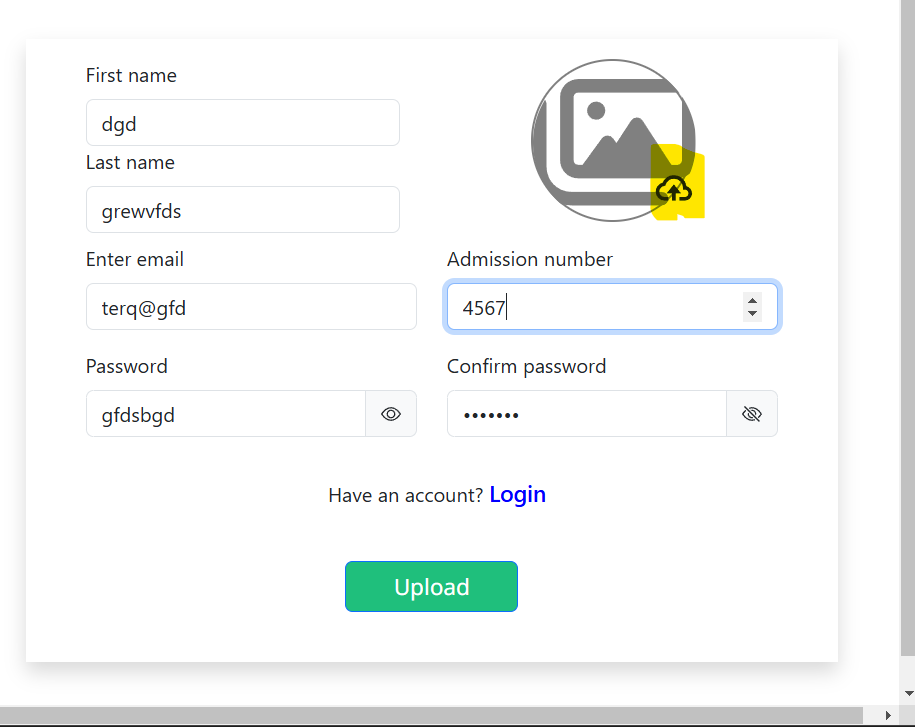 First name
dgd
Last name
grewvfds
Enter email
Admission number
terq@gfd
4567
Password
Confirm password
gfdsbgd
•••••••
Have an account? Login
Upload